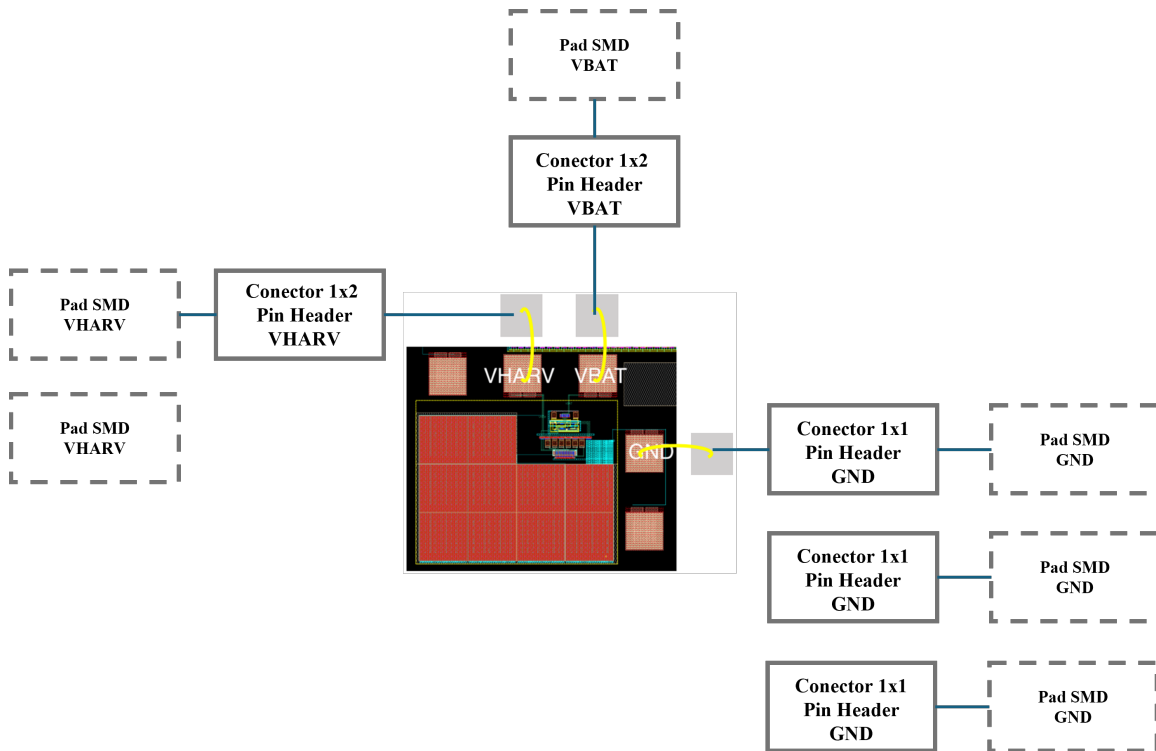 Pad SMD
VBAT
Conector 1x2
Pin Header
VBAT
Pad SMD
VHARV
Conector 1x2
Pin Header
VHARV
Pad SMD
VHARV
VHARV
VBAT
GND
Conector 1x1
Pin Header
GND
Pad SMD
GND
Conector 1x1
Pin Header
GND
Pad SMD
GND
Conector 1x1
Pin Header
GND
Pad SMD
GND